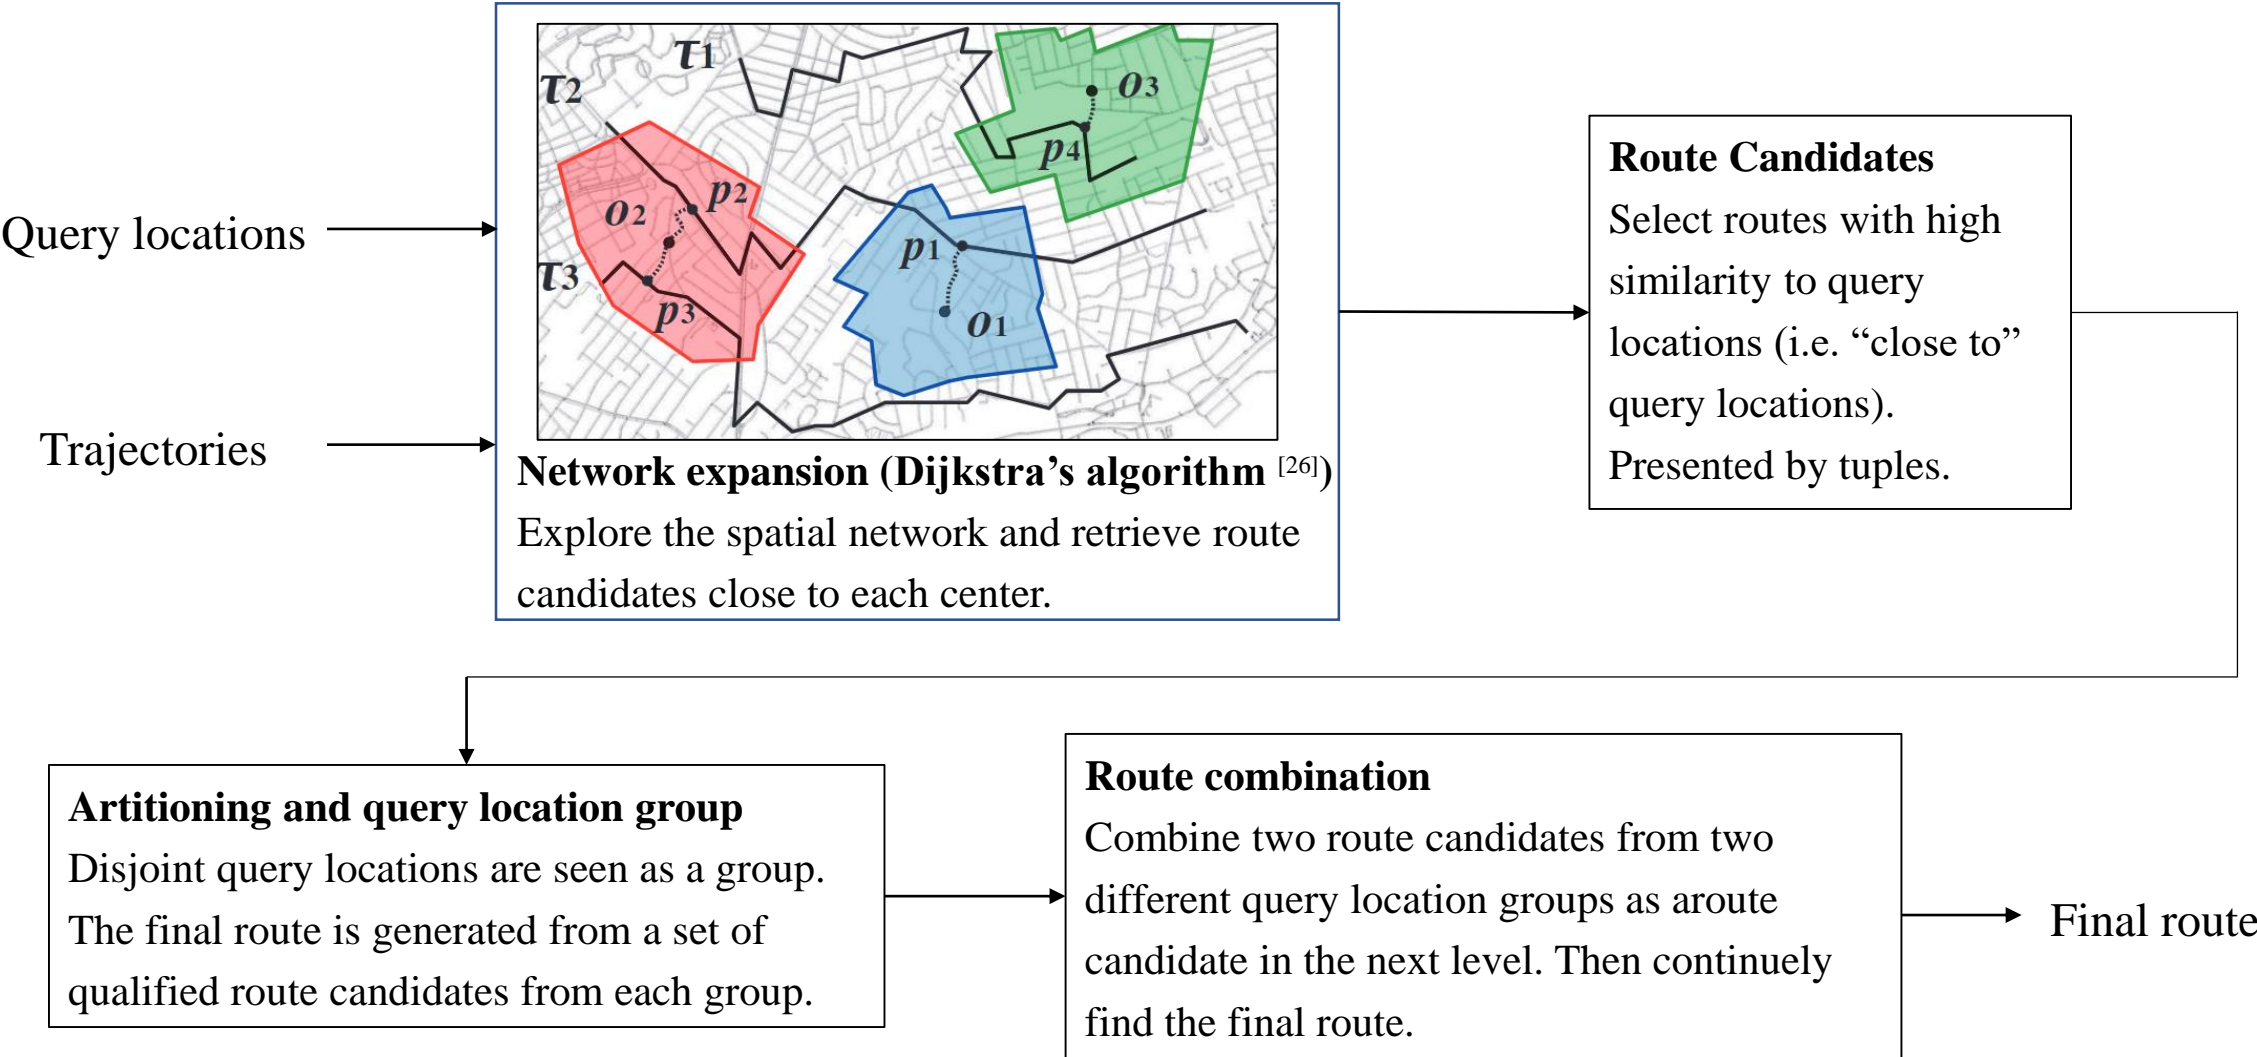 τ1
τ2
o3
p4
p2
o2
p1
τ3
p3
o1
Query locations
Trajectories
Network expansion (Dijkstra’s algorithm [26])
Explore the spatial network and retrieve route
candidates close to each center.
Route Candidates
Select routes with high
similarity to query
locations (i.e. “close to”
query locations).
Presented by tuples.
Artitioning and query location group
Disjoint query locations are seen as a group.
The final route is generated from a set of
qualified route candidates from each group.
Route combination
Combine two route candidates from two
different query location groups as aroute
candidate in the next level. Then continuely
find the final route.
Final route